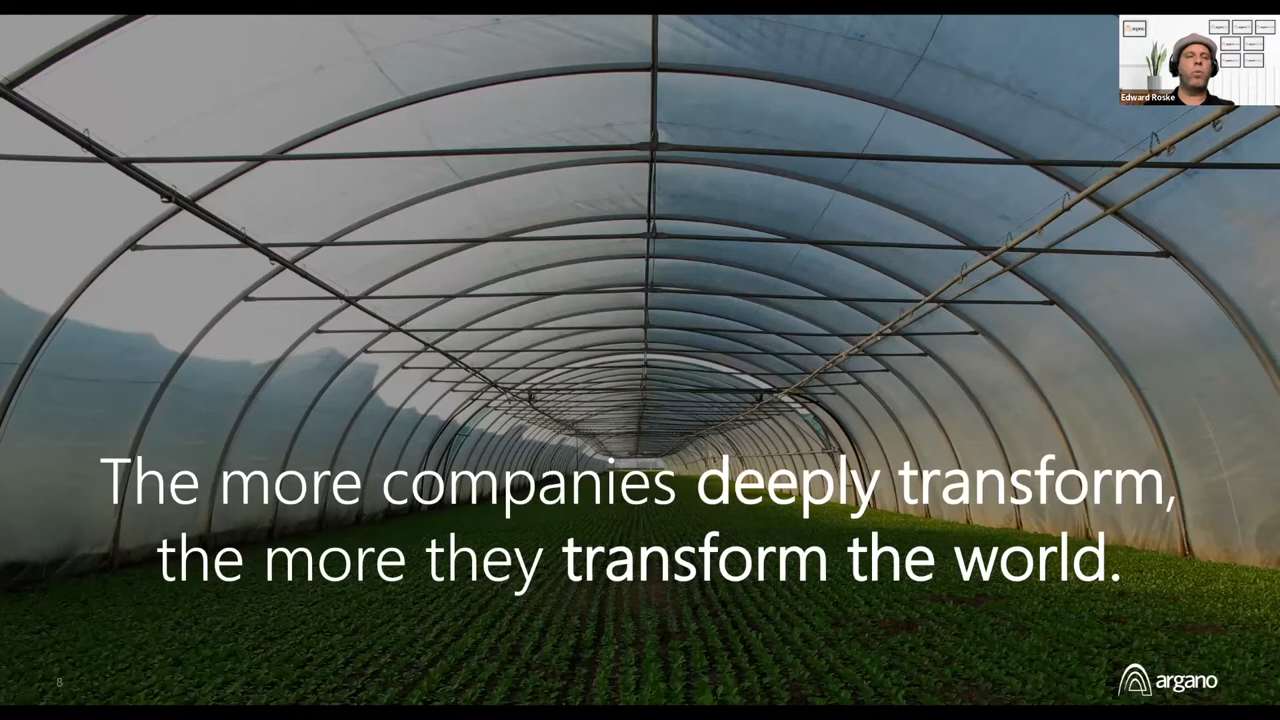 Edward Roske
The more companies deeply transform,
the more they transform the world.
8
argano